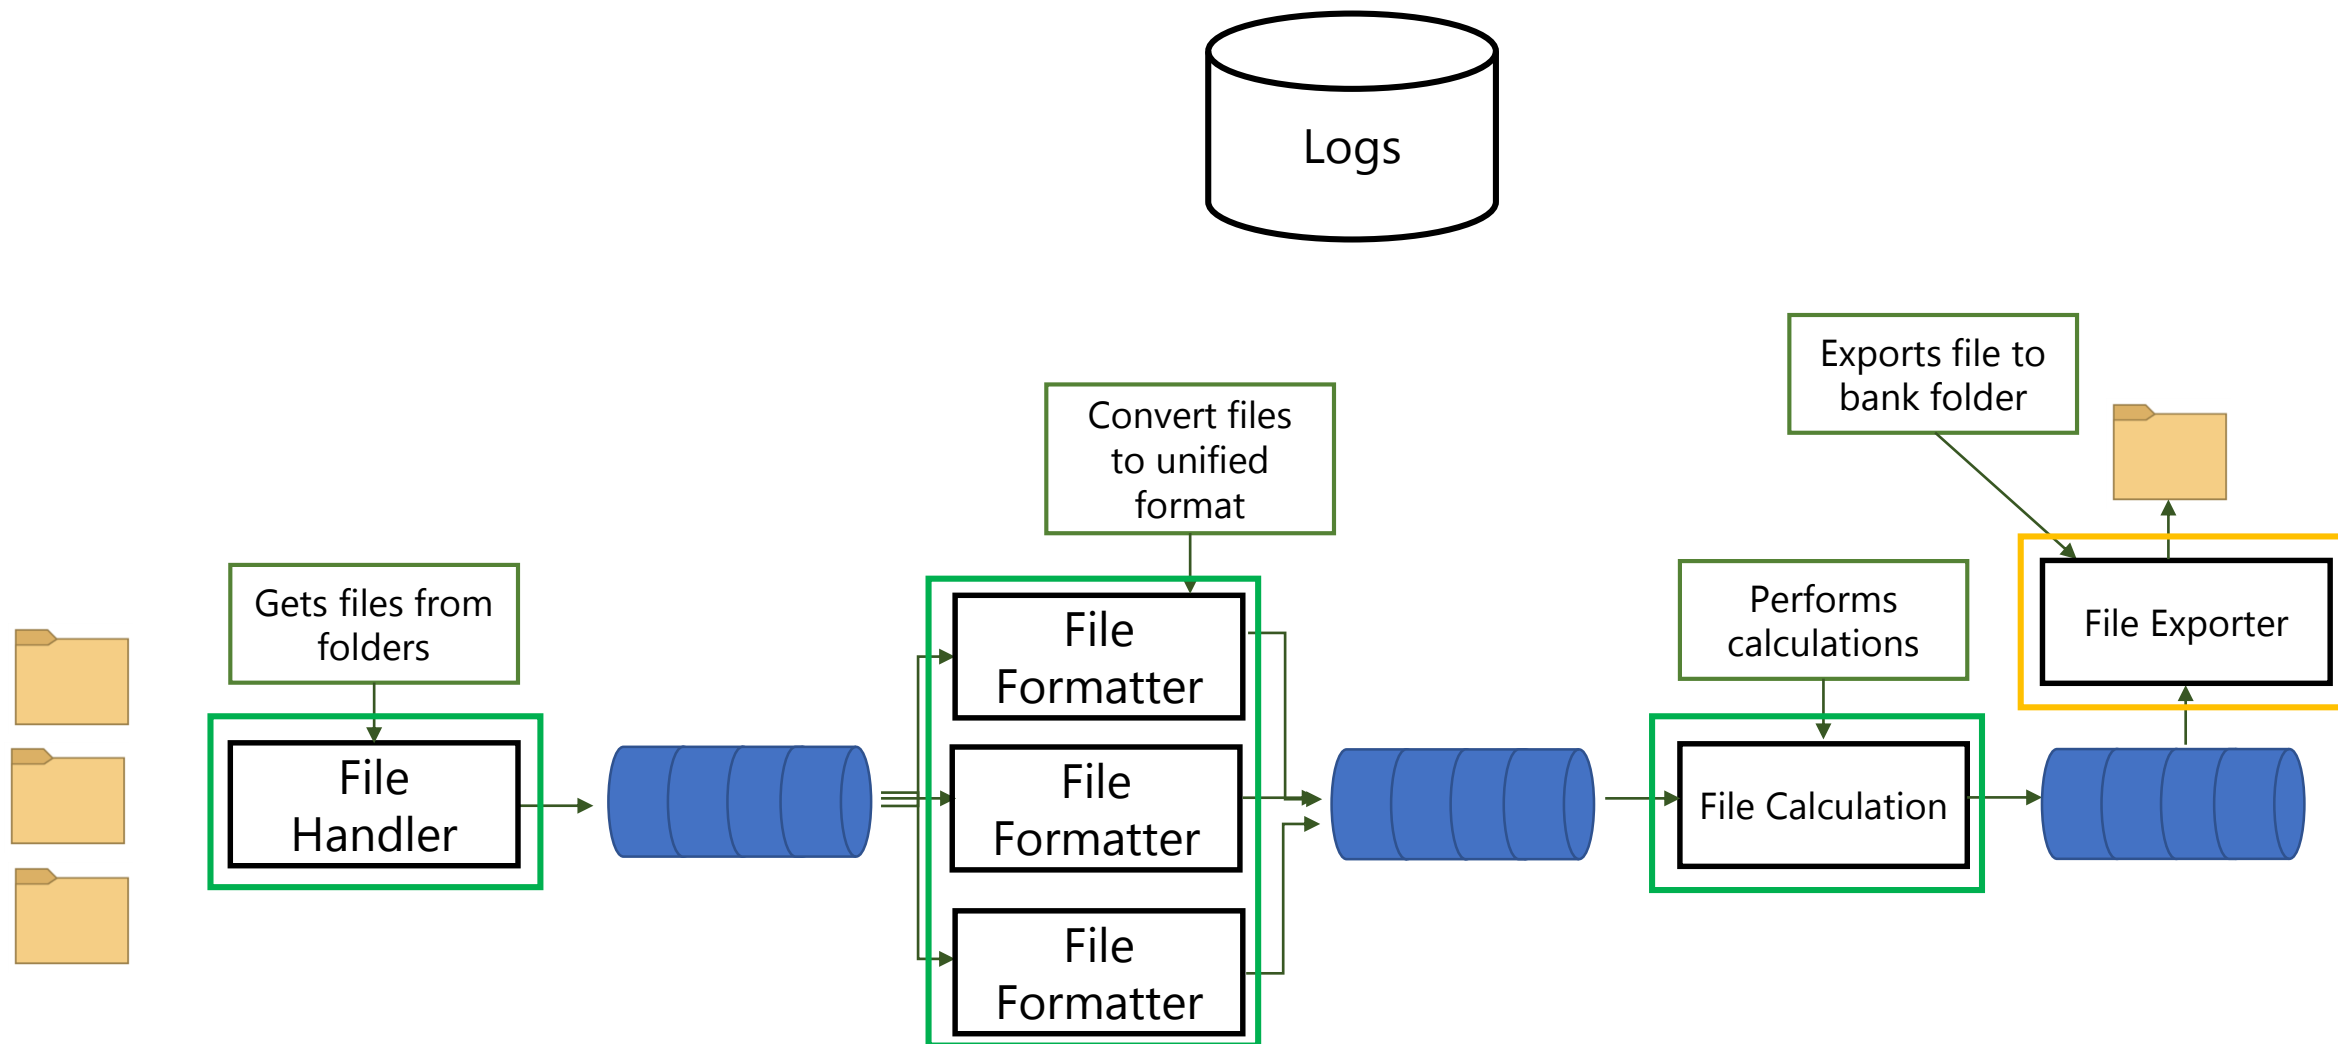 Logs
Exports file to
bank folder
Convert files
to unified
format
Gets files from
folders
Performs
calculations
File Exporter
File
Handler
File
Formatter
File
Formatter
File
Formatter
File Calculation